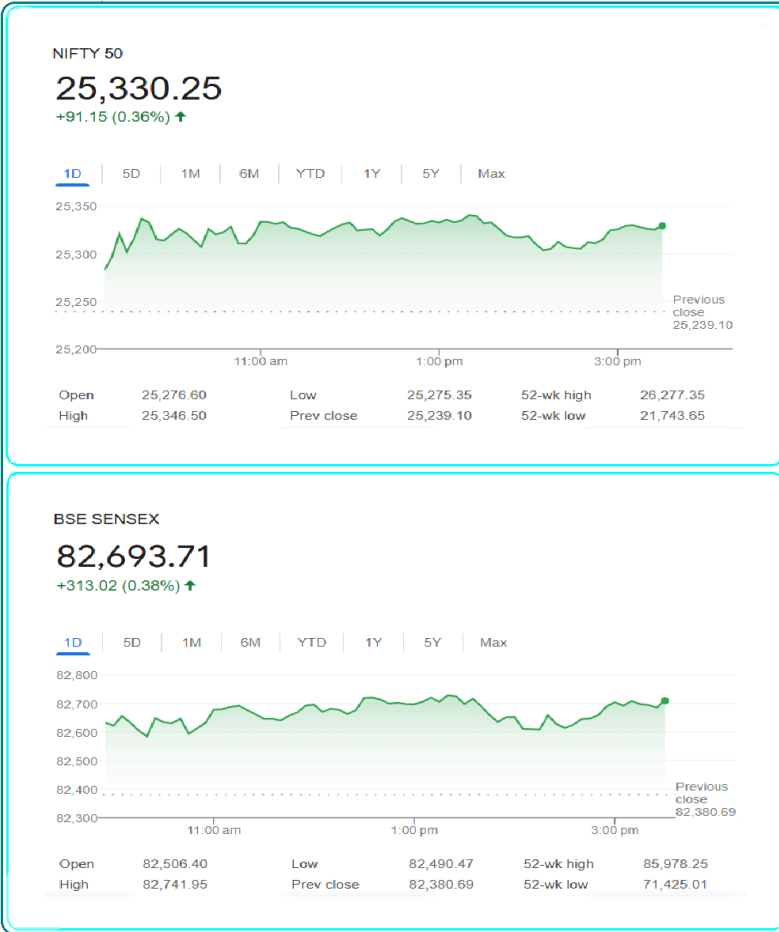 NIFTY 50
25,330.25
+91.15 (0.36%)
1D 5D 1M 6M YTD 1Y 5Y Max
25,350
25,300
25,250
25,200
Previous
close
25,239.10
11:00 am 1:00 pm 3:00 pm
Open 25,276.60 Low 25,275.35 52-wk high 26,277.35
High 25,346.50 Prev close 25,239.10 52-wk low 21,743.65
BSE SENSEX
82,693.71
+313.02 (0.38%)
1D 5D 1M 6M YTD 1Y 5Y Max
82,800
82,700
82,600
82,500
82,400
82,300
Previous
close
82,380.69
11:00 am 1:00 pm 3:00 pm
Open 82,506.40 Low 82,490.47 52-wk high 85,978.25
High 82,741.95 Prev close 82,380.69 52-wk low 71,425.01